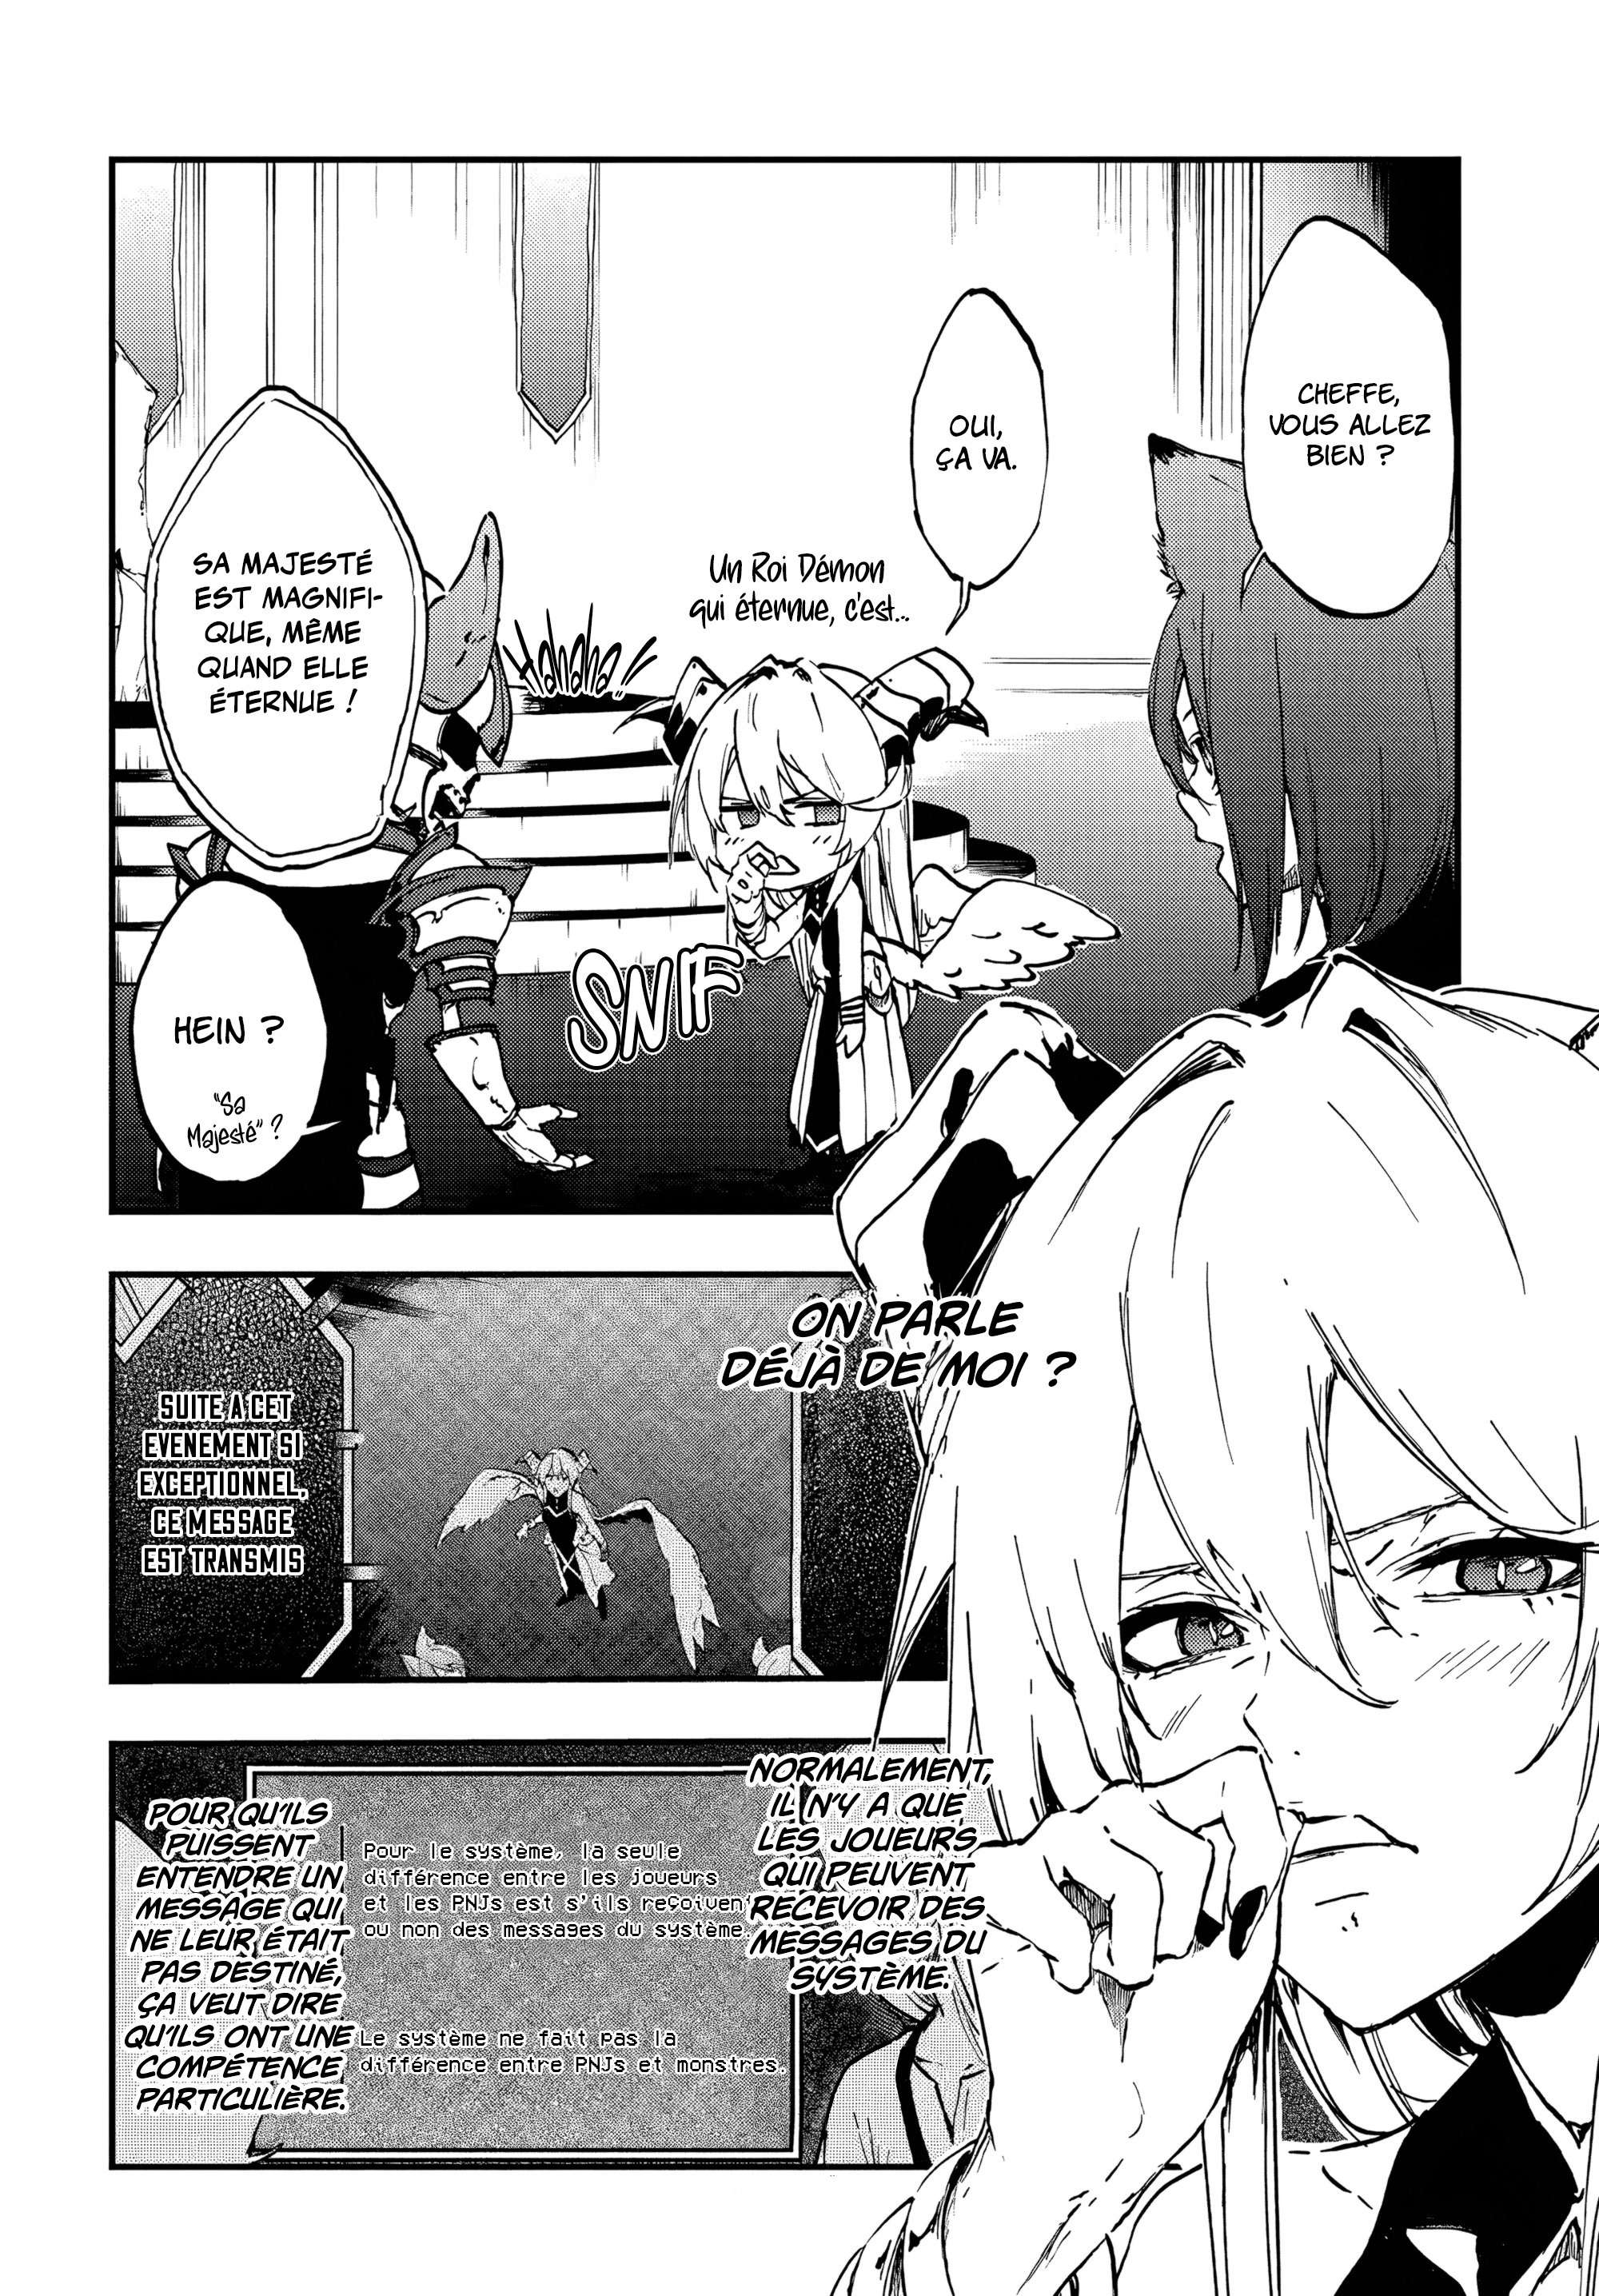 CHEFFE,
VOUS ALLEZ
BIEN ?
OUI,
ÇA VA.
Un Roi Démon
qui éternue, c'est...
Hahaha!!
SNIF
SA MAJESTÉ
EST MAGNIFI-
QUE, MÊME
QUAND ELLE
ÉTERNUE !
HEIN ?
"Sa
Majesté" ?
ON PARLE
DÉJÀ DE MOI ?
SUITE A CET
EVENEMENT SI
EXCEPTIONNEL,
CE MESSAGE
EST TRANSMIS
NORMALEMENT,
IL N'Y A QUE
LES JOUEURS
QUI PEUVENT
RECEVOIR DES
MESSAGES DU
SYSTÈME.
Pour le système, la seule
différence entre les joueurs
et les PNJs est s'ils reçoivent
ou non des messages du système.
Le système ne fait pas la
différence entre PNJs et monstres.
POUR QU'ILS
PUISSENT
ENTENDRE UN
MESSAGE QUI
NE LEUR ÉTAIT
PAS DESTINÉ,
ÇA VEUT DIRE
QU'ILS ONT UNE
COMPÉTENCE
PARTICULIÈRE.